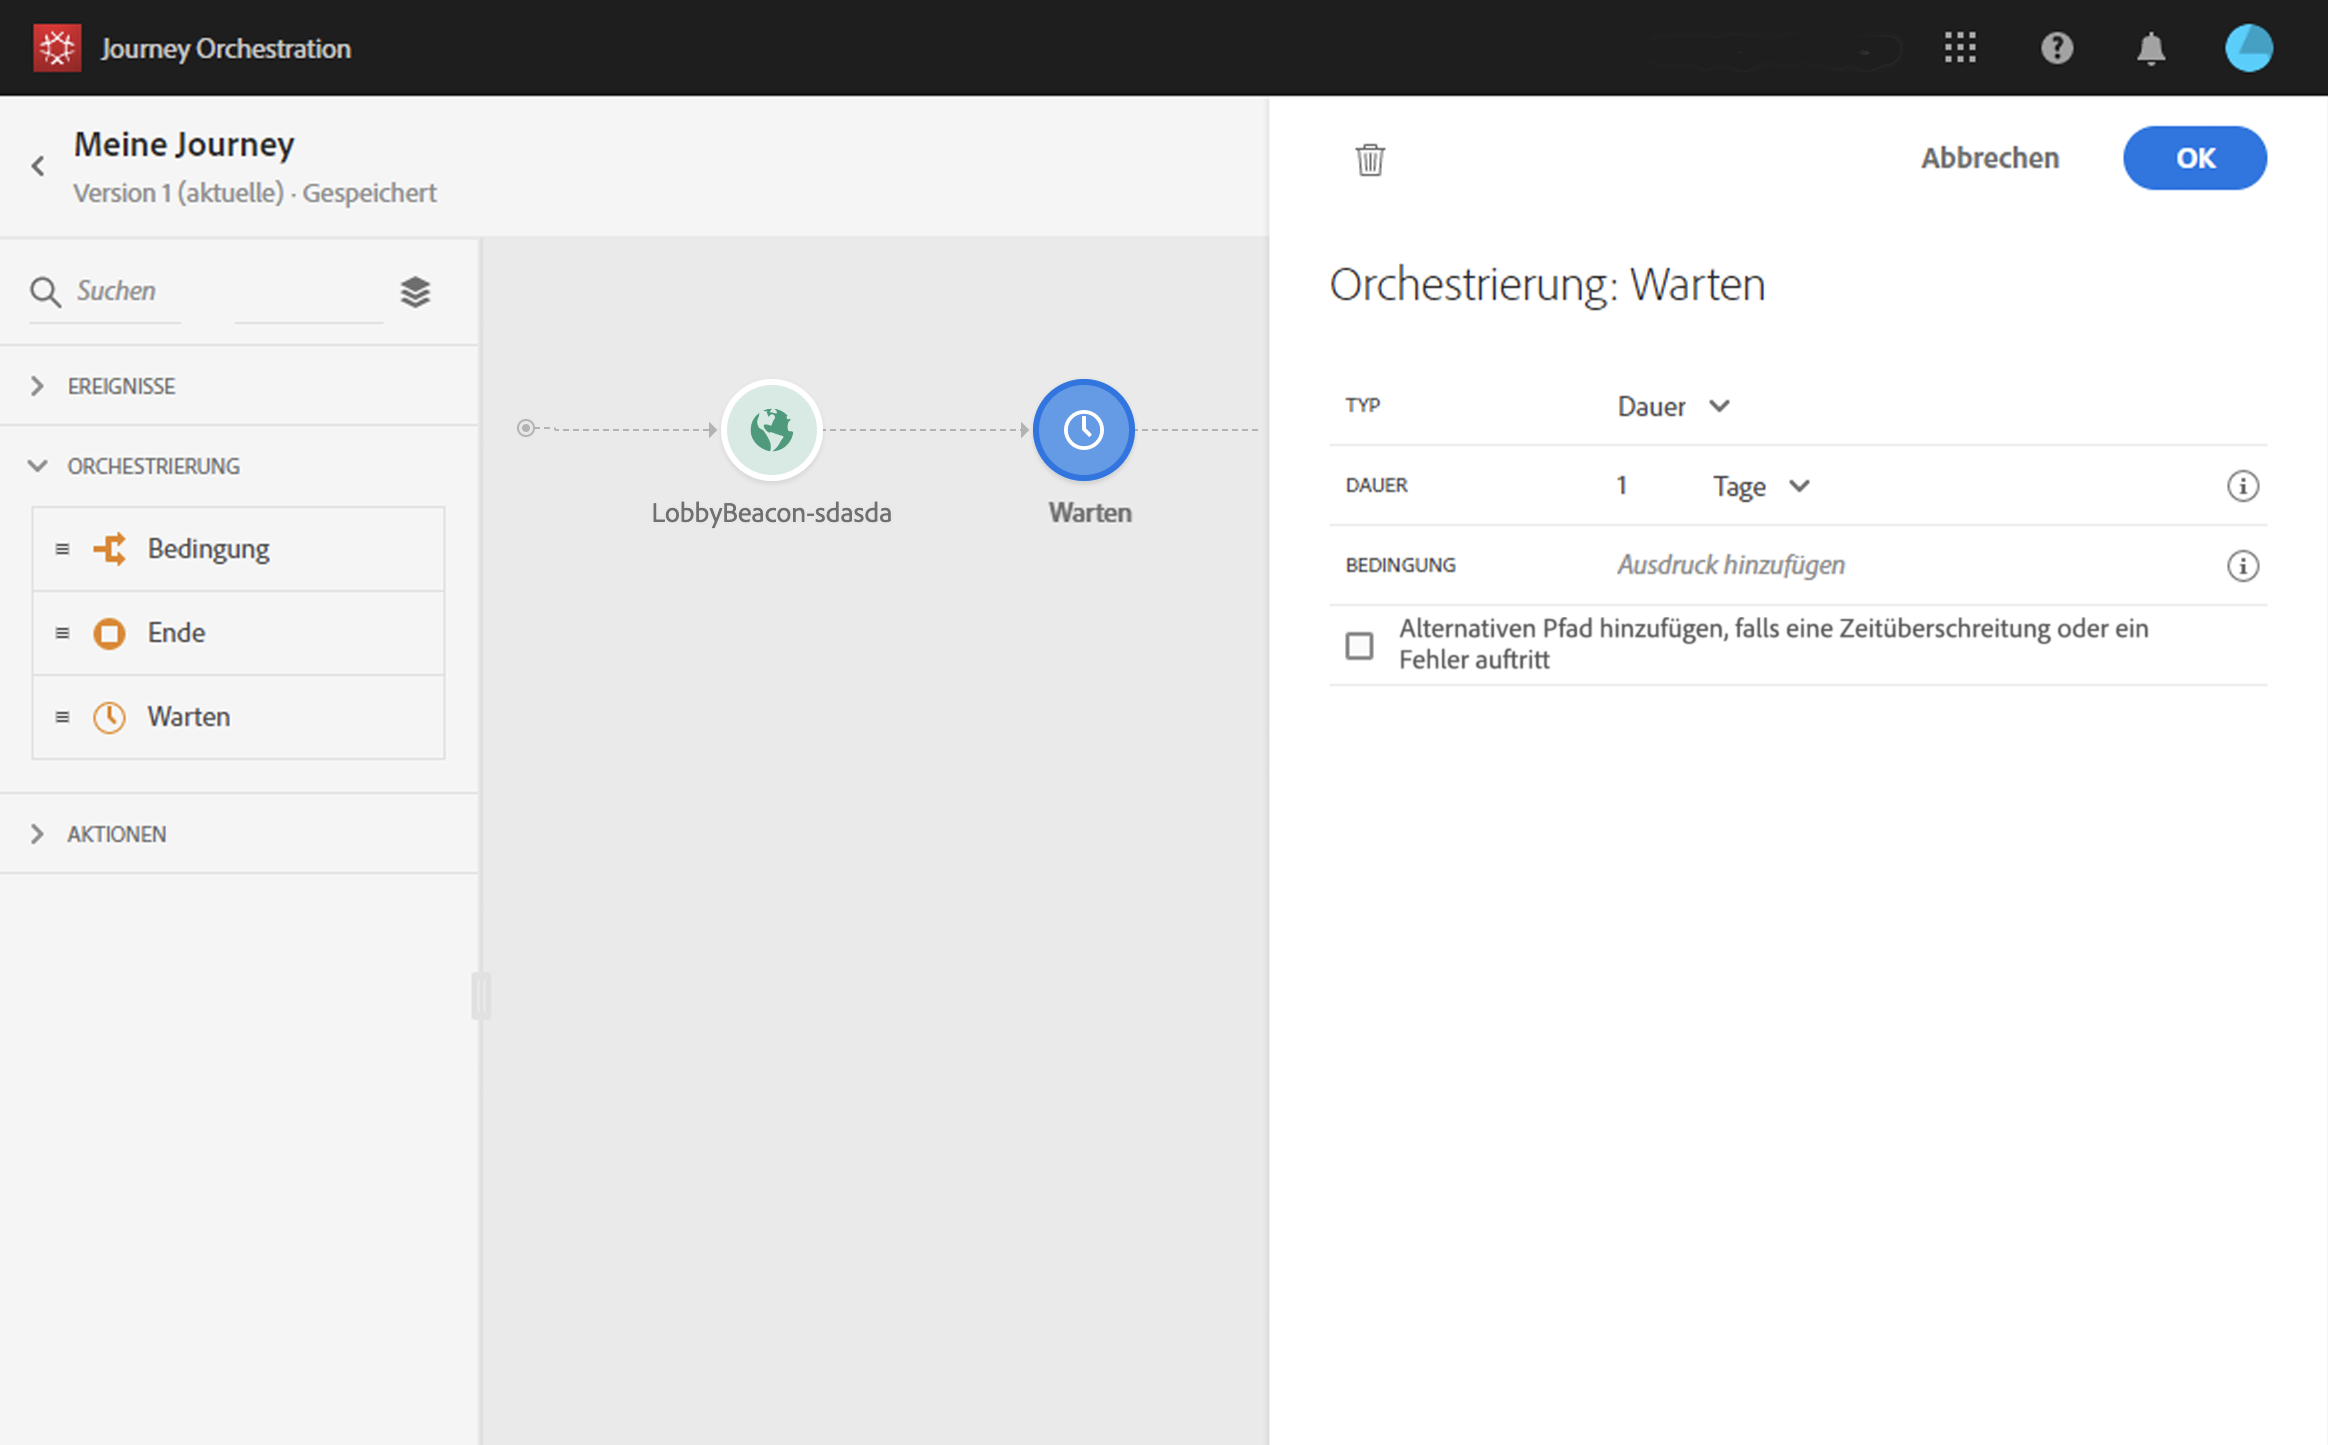 Journey Orchestration
Meine Journey
Version 1 (aktuelle) · Gespeichert
Abbrechen
OK
Suchen
EREIGNISSE
ORCHESTRIERUNG
Bedingung
Ende
Warten
AKTIONEN
LobbyBeacon-sdasda
Warten
Orchestrierung: Warten
TYP Dauer
DAUER 1 Tage
BEDINGUNG Ausdruck hinzufügen
Alternativen Pfad hinzufügen, falls eine Zeitüberschreitung oder ein
Fehler auftritt